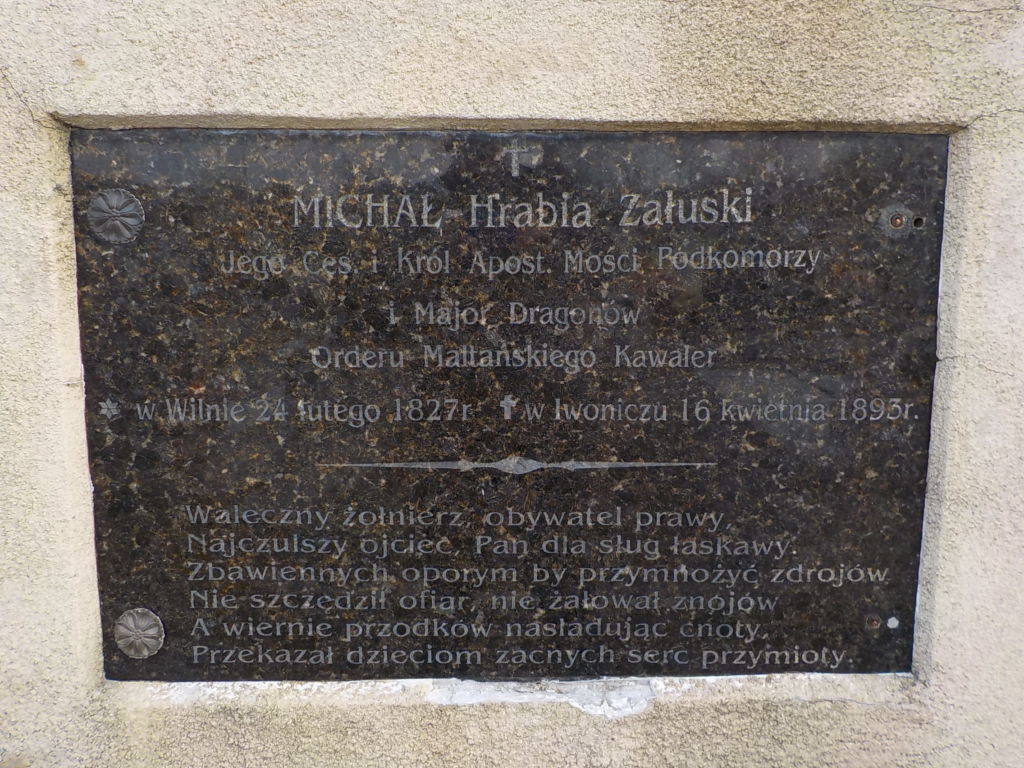 MICHAŁ Hrabia Załuski
Jego Ces. i Król Apost. Mości Podkomorzy
i Major Dragonów
Orderu Maltańskiego Kawaler
w Wilnie 24 lutego 1827 r. w Iwoniczu 16 kwietnia 1893r.
Waleczny żołnierz, obywatel prawy,
Najczulszy ojciec, Pan dla sług łaskawy.
Zbawiennych oporym by przymnożyć zdrojów
Nie szczędził ofiar, nie żałował znojów
A wiernie przodków naśladując cnoty,
Przekazał dzieciom zacnych serc przymioty.